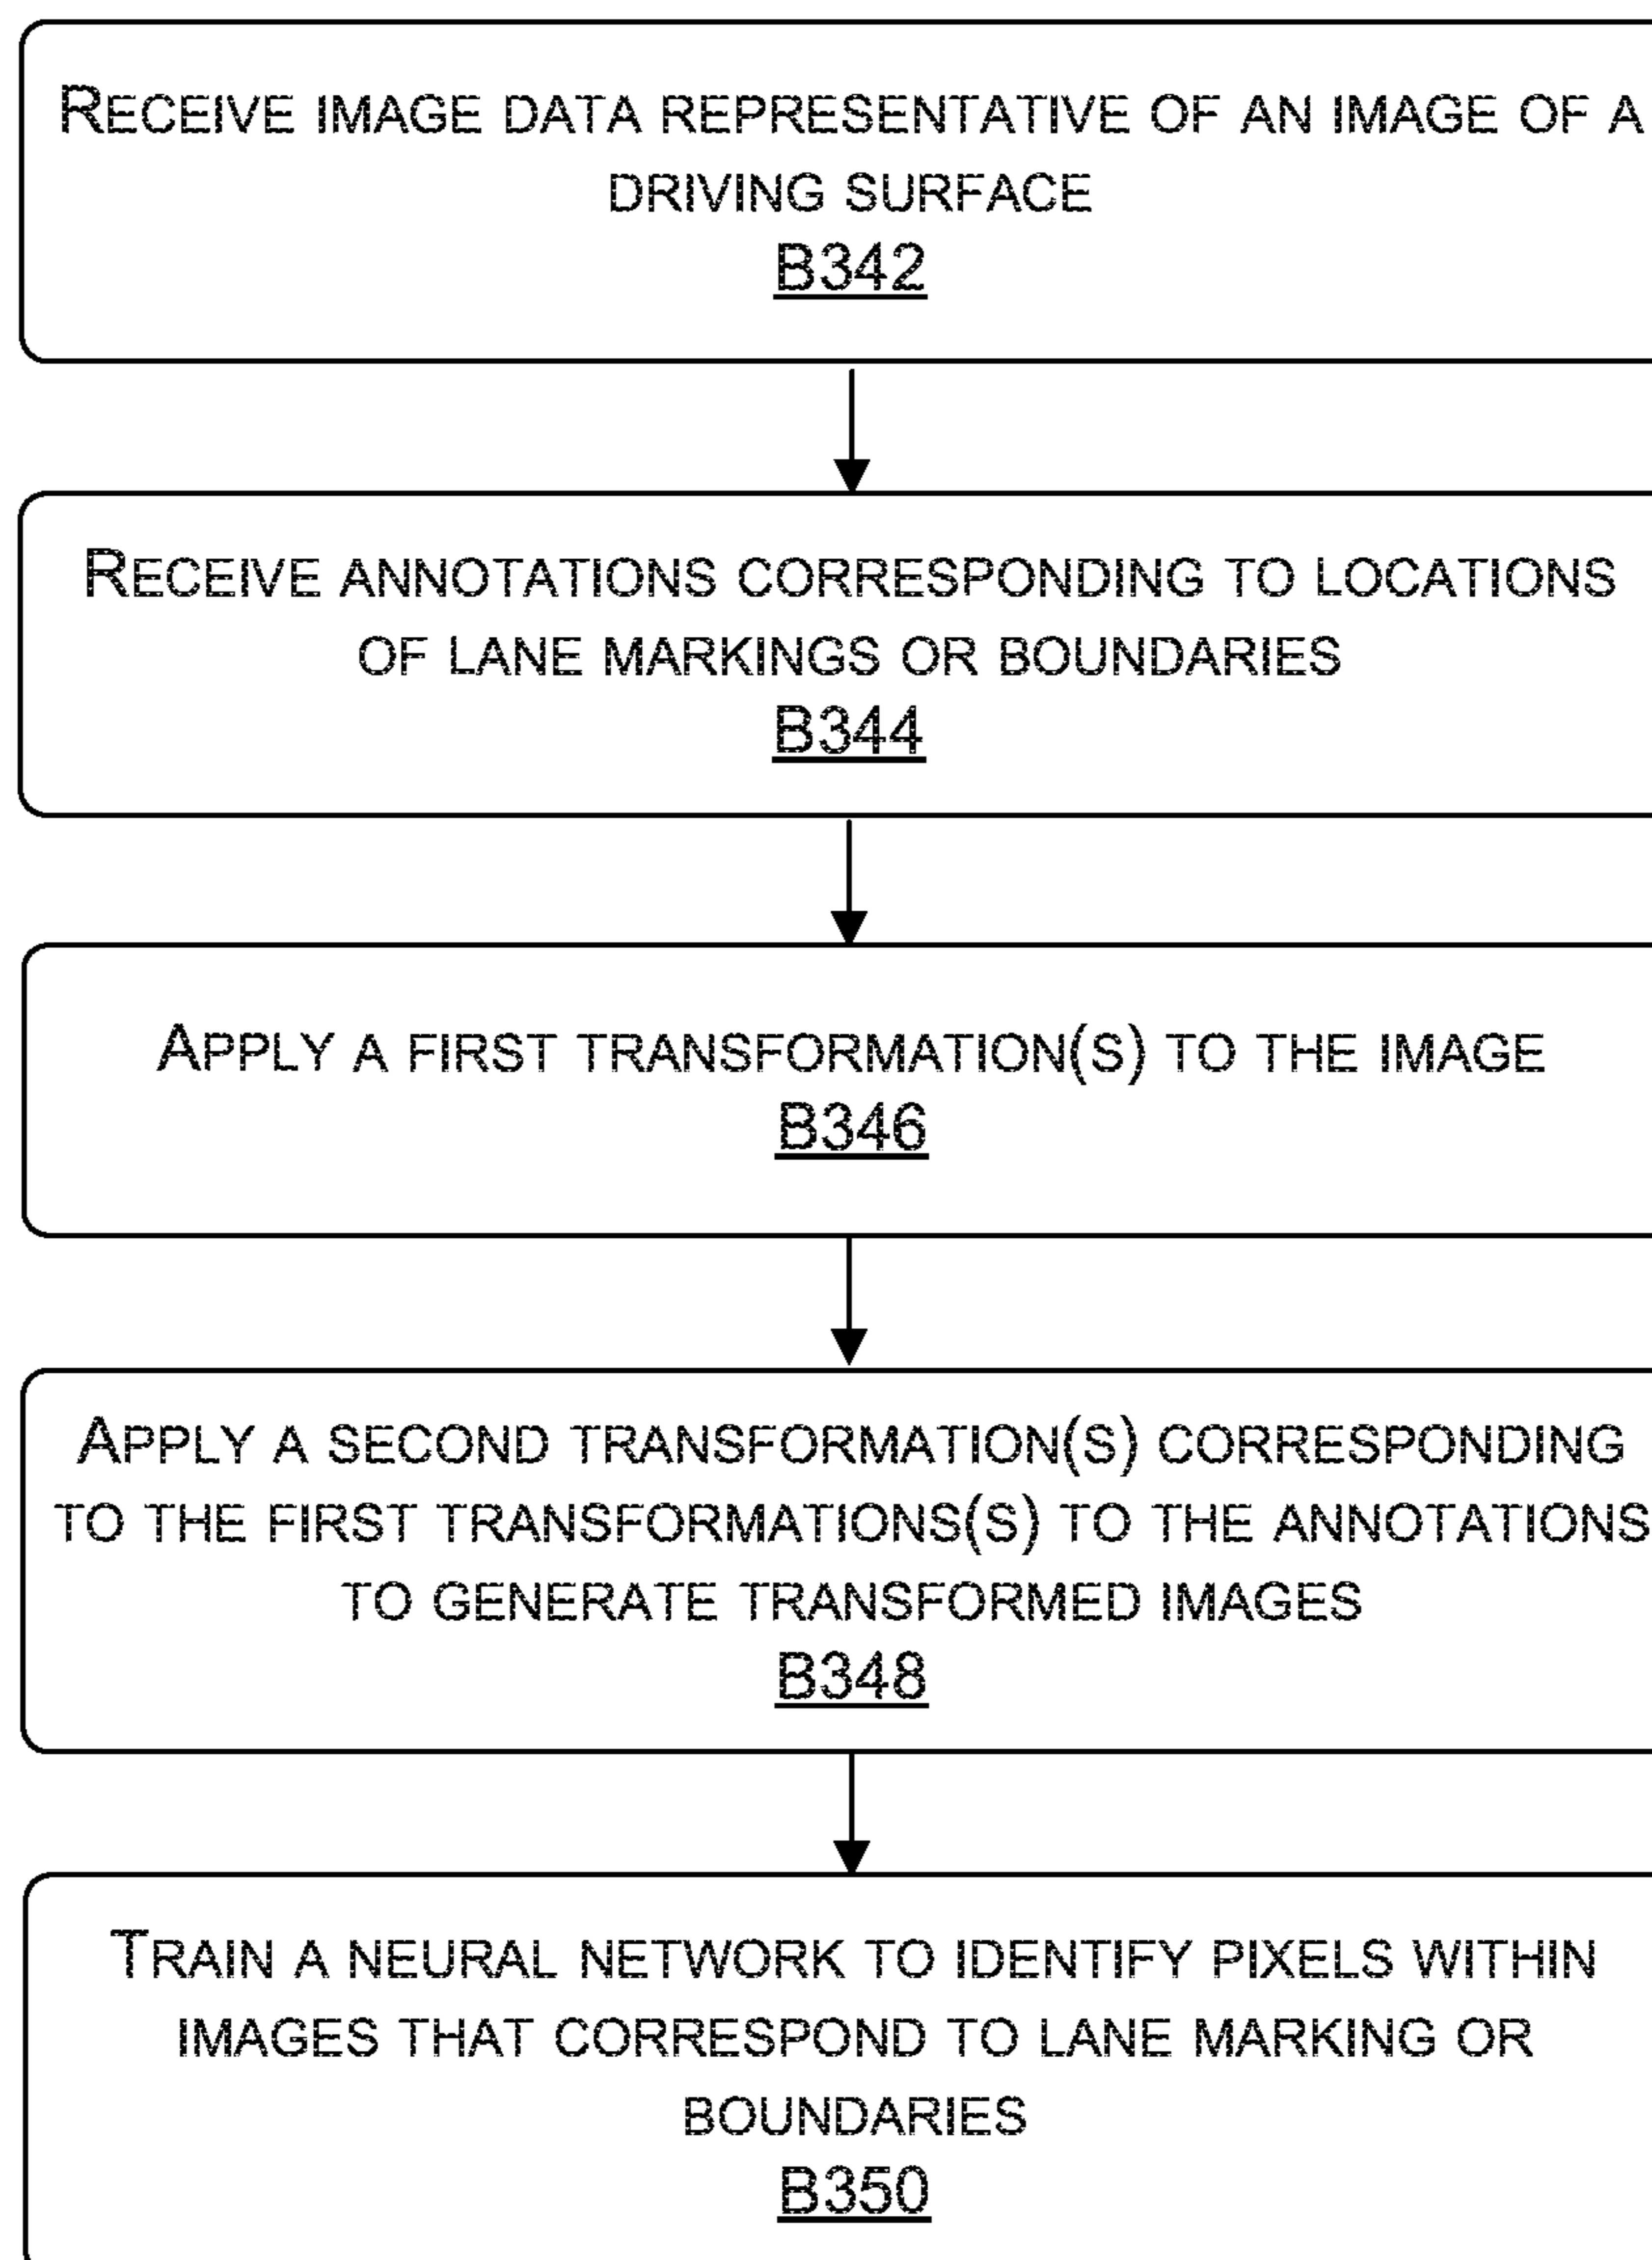 RECEIVE IMAGE DATA REPRESENTATIVE OF AN IMAGE OF A
DRIVING SURFACE
B342
RECEIVE ANNOTATIONS CORRESPONDING TO LOCATIONS
OF LANE MARKINGS OR BOUNDARIES
B344
APPLY A FIRST TRANSFORMATION(S) TO THE IMAGE
B346
APPLY A SECOND TRANSFORMATION(S) CORRESPONDING
TO THE FIRST TRANSFORMATIONS(S) TO THE ANNOTATIONS
TO GENERATE TRANSFORMED IMAGES
B348
TRAIN A NEURAL NETWORK TO IDENTIFY PIXELS WITHIN
IMAGES THAT CORRESPOND TO LANE MARKING OR
BOUNDARIES
B350